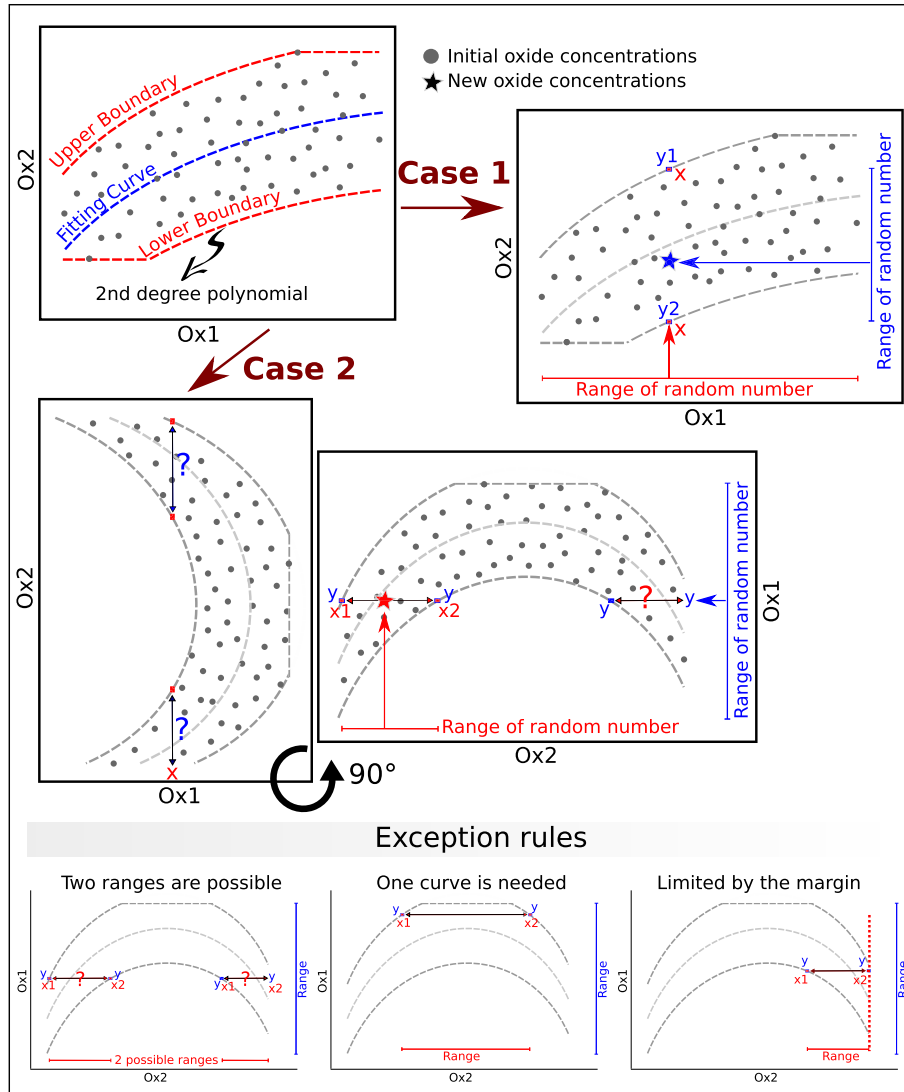 Initial oxide concentrations
New oxide concentrations
Upper Boundary
Fitting Curve
Lower Boundary
2nd degree polynomial
Ox2
Ox1
Case 1
y1
x
y2
x
Ox2
Range of random number
Range of random number
Ox1
Case 2
?
?
x
Ox2
Ox1
90°
y
x1
y
x2
y
?
y
Range of random number
Range of random number
Ox1
Ox2
Exception rules
Two ranges are possible
Ox1
y
x1
?
y
x2
y
x1
?
y
x2
Range
2 possible ranges
Ox2
One curve is needed
Ox1
y
x1
y
x2
Range
Range
Ox2
Limited by the margin
Ox1
y
x1
y
x2
Range
Range
Ox2